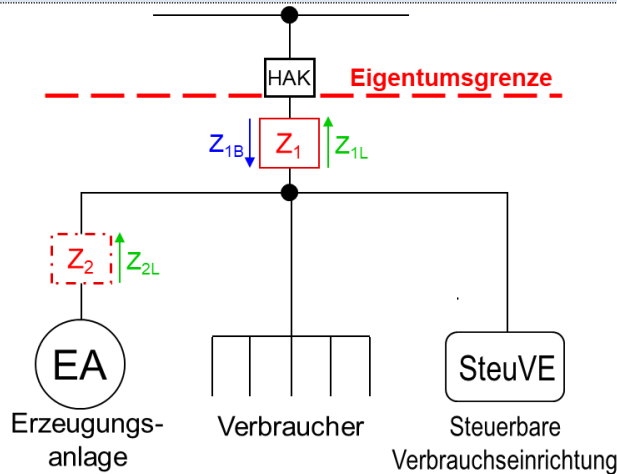 HAK
Eigentumsgrenze
Z1B
Z1
Z1L
Z2
Z2L
EA
SteuVE
Erzeugungs-
anlage
Verbraucher
Steuerbare
Verbrauchseinrichtung